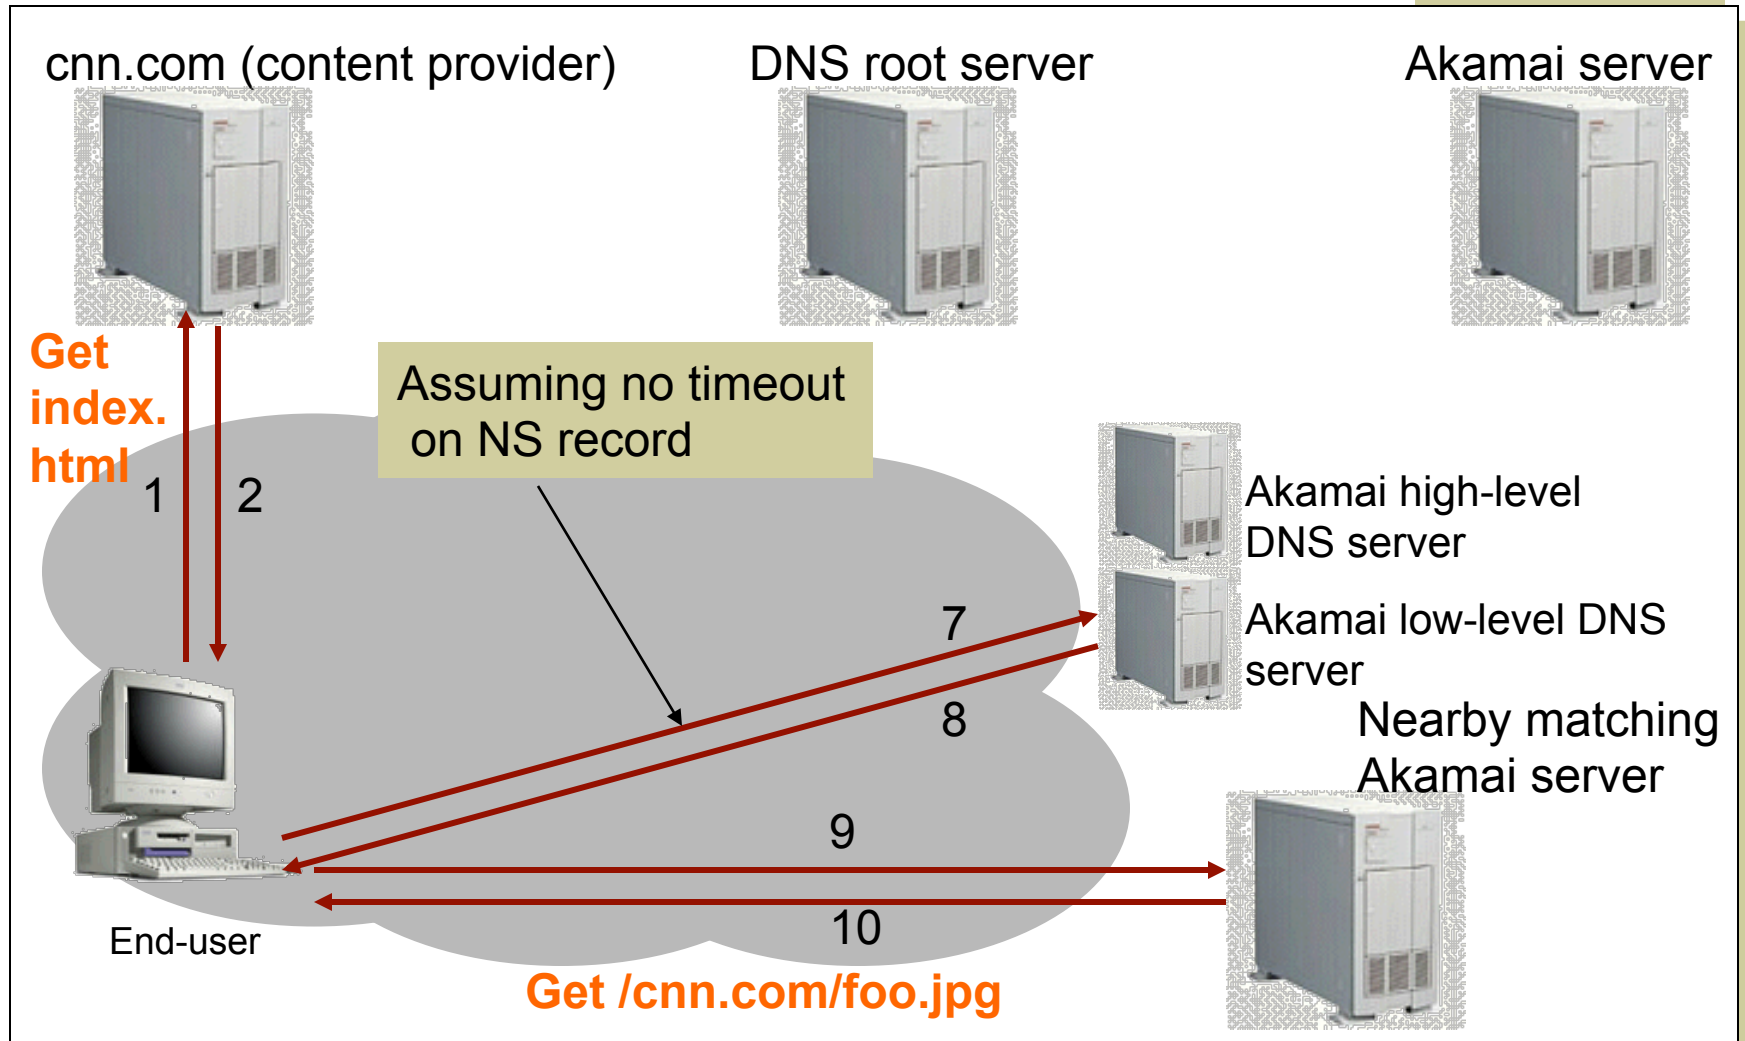 cnn.com (content provider)
DNS root server
Akamai server
Get
index.
html
1
2
Assuming no timeout
on NS record
Akamai high-level
DNS server
7
Akamai low-level DNS
server
8
Nearby matching
Akamai server
9
10
End-user
Get /cnn.com/foo.jpg